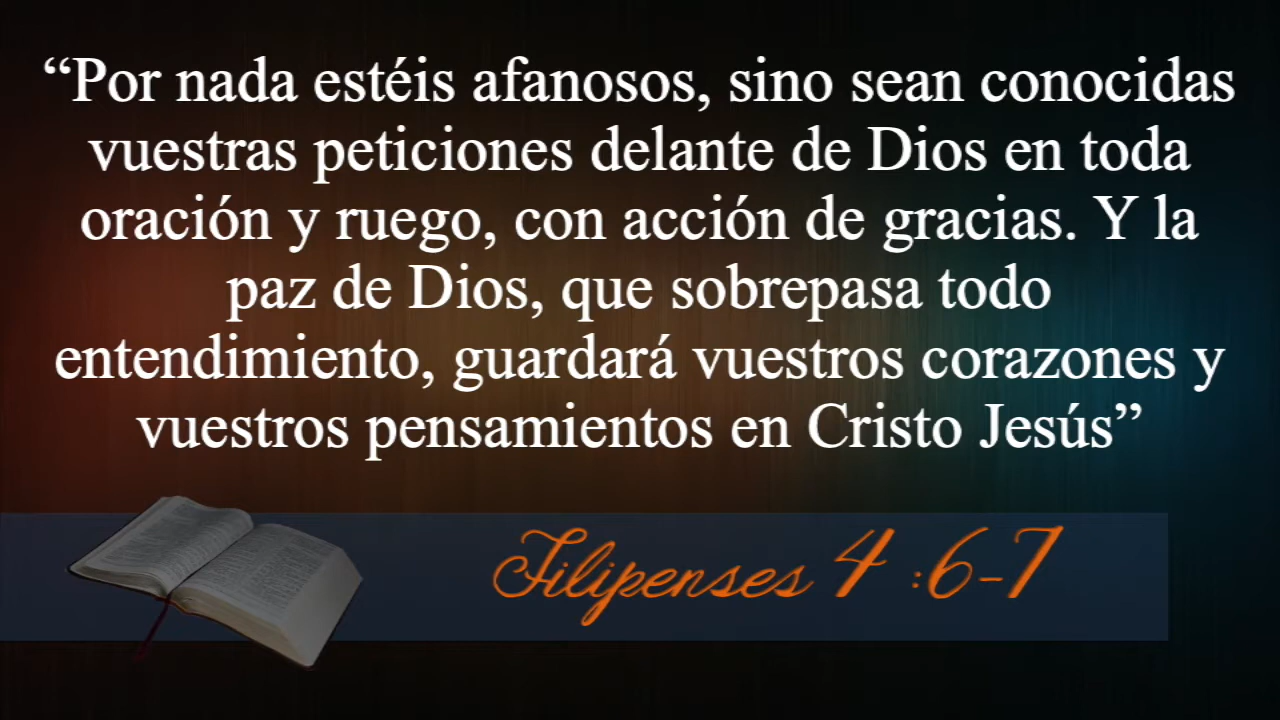 “Por nada estéis afanosos, sino sean conocidas
vuestras peticiones delante de Dios en toda
oración y ruego, con acción de gracias. Y la
paz de Dios, que sobrepasa todo
entendimiento, guardará vuestros corazones y
vuestros pensamientos en Cristo Jesús”
Filipenses 4 :6-7